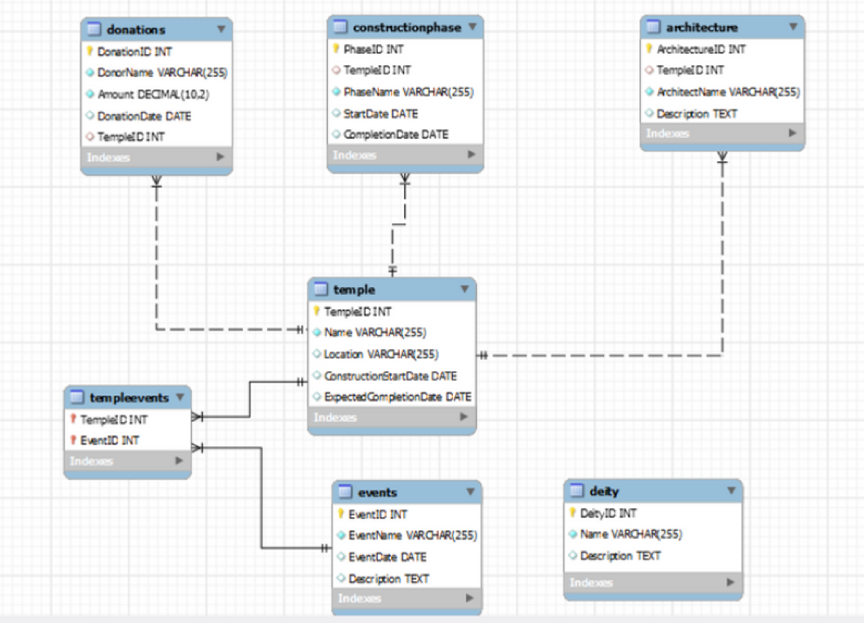 donations
DonationID INT
DonorName VARCHAR(255)
Amount DECIMAL(10,2)
DonationDate DATE
TempleID INT
Indexes
constructionphase
PhaseID INT
TempleID INT
PhaseName VARCHAR(255)
StartDate DATE
CompletionDate DATE
Indexes
architecture
ArchitectureID INT
TempleID INT
ArchitectName VARCHAR(255)
Description TEXT
Indexes
temple
TempleID INT
Name VARCHAR(255)
Location VARCHAR(255)
ConstructionStartDate DATE
ExpectedCompletionDate DATE
Indexes
templeevents
TempleID INT
EventID INT
Indexes
events
EventID INT
EventName VARCHAR(255)
EventDate DATE
Description TEXT
Indexes
deity
DeityID INT
Name VARCHAR(255)
Description TEXT
Indexes